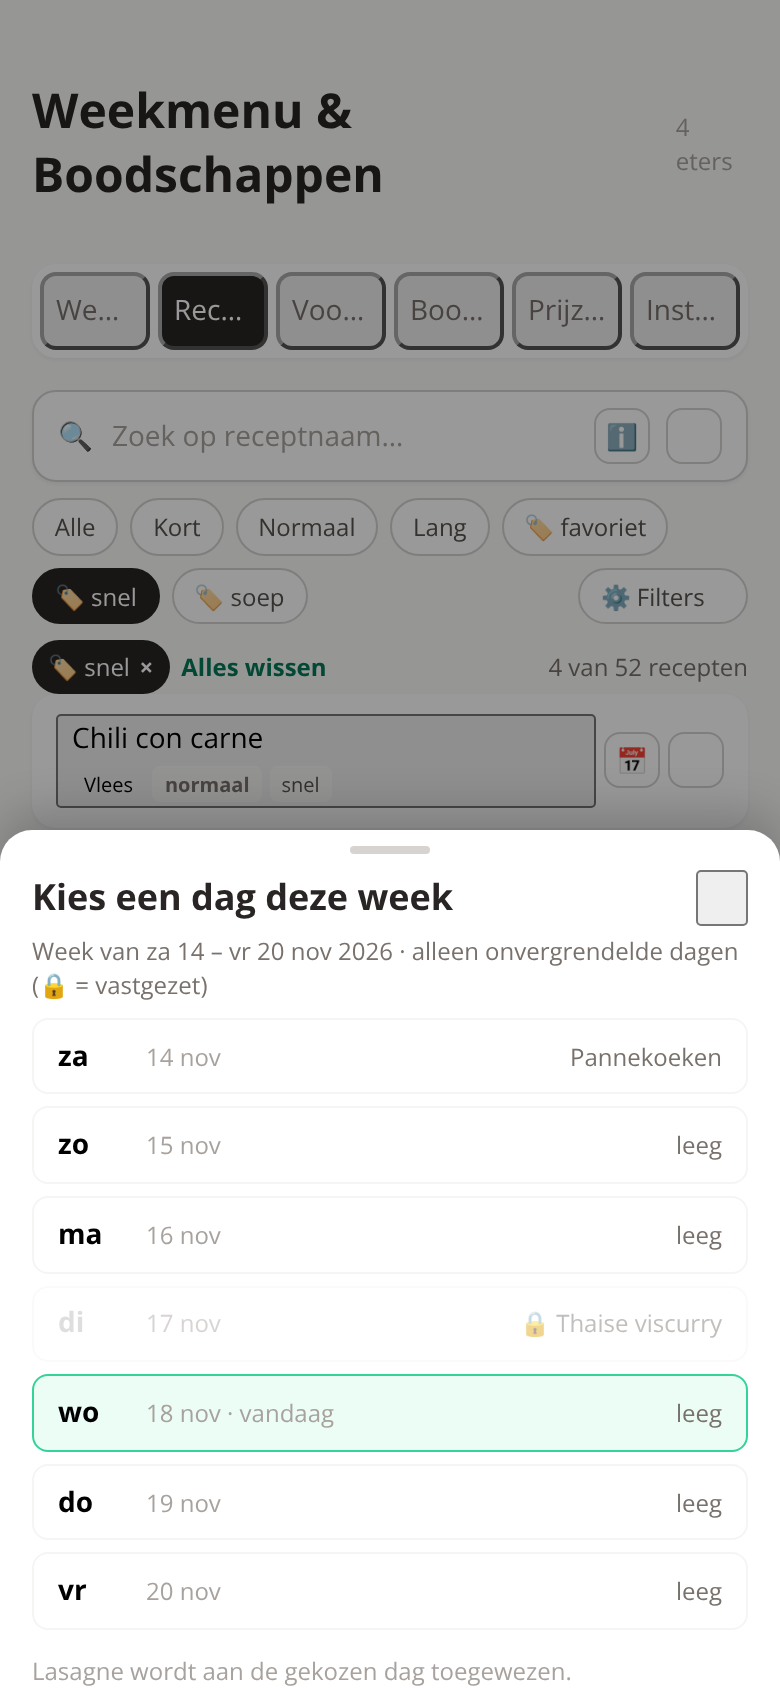 Weekmenu &
Boodschappen
4
eters
We... Rec... Voo... Boo... Prijz... Inst...
🔍 Zoek op receptnaam... ℹ️
Alle Kort Normaal Lang 🏷️ favoriet
🏷️ snel 🏷️ soep ⚙️ Filters
🏷️ snel × Alles wissen 4 van 52 recepten
Chili con carne
Vlees normaal snel
📅
Kies een dag deze week
Week van za 14 – vr 20 nov 2026 · alleen onvergrendelde dagen
(🔒 = vastgezet)
za 14 nov Pannekoeken
zo 15 nov leeg
ma 16 nov leeg
di 17 nov 🔒 Thaise viscurry
wo 18 nov · vandaag leeg
do 19 nov leeg
vr 20 nov leeg
Lasagne wordt aan de gekozen dag toegewezen.